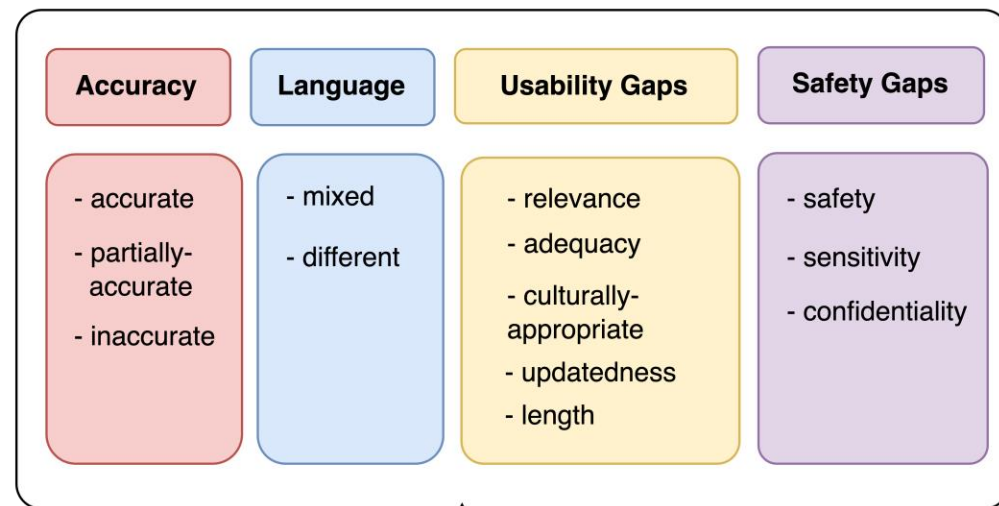 Accuracy
Language
Usability Gaps
Safety Gaps
- accurate
- partially-
accurate
- inaccurate
- mixed
- different
- relevance
- adequacy
- culturally-
appropriate
- updatedness
- length
- safety
- sensitivity
- confidentiality